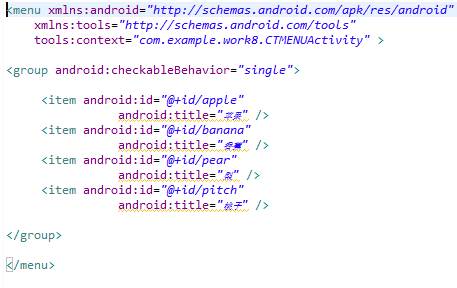 <menu xmlns:android="http://schemas.android.com/apk/res/android"
xmlns:tools="http://schemas.android.com/tools"
tools:context="com.example.work8.CTMENUActivity" >
<group android:checkableBehavior="single">
<item android:id="@+id/apple"
android:title="苹果" />
<item android:id="@+id/banana"
android:title="香蕉" />
<item android:id="@+id/pear"
android:title="梨" />
<item android:id="@+id/pitch"
android:title="桃子" />
</group>
</menu>